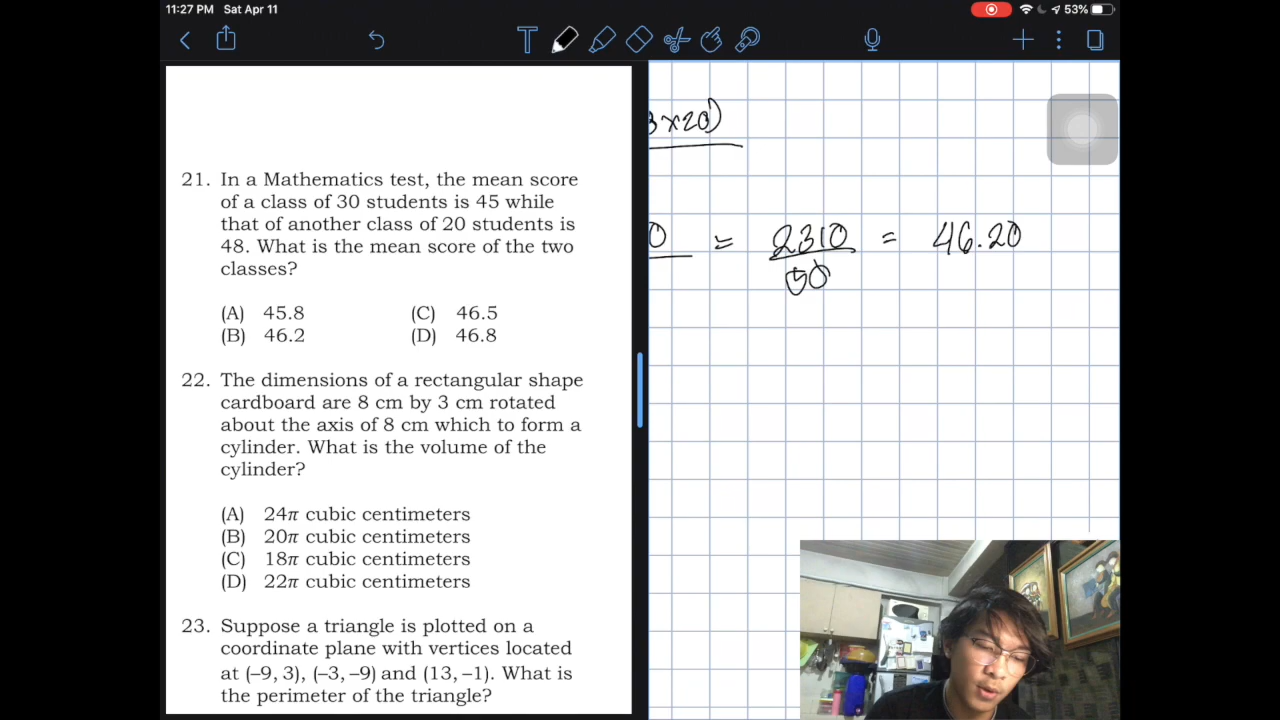 11:27 PM Sat Apr 11
53%
T
21. In a Mathematics test, the mean score
of a class of 30 students is 45 while
that of another class of 20 students is
48. What is the mean score of the two
classes?
(A) 45.8 (C) 46.5
(B) 46.2 (D) 46.8
22. The dimensions of a rectangular shape
cardboard are 8 cm by 3 cm rotated
about the axis of 8 cm which to form a
cylinder. What is the volume of the
cylinder?
(A) 24π cubic centimeters
(B) 20π cubic centimeters
(C) 18π cubic centimeters
(D) 22π cubic centimeters
23. Suppose a triangle is plotted on a
coordinate plane with vertices located
at (–9, 3), (–3, –9) and (13, –1). What is
the perimeter of the triangle?
x20)
0 = 2310 = 46.20
50